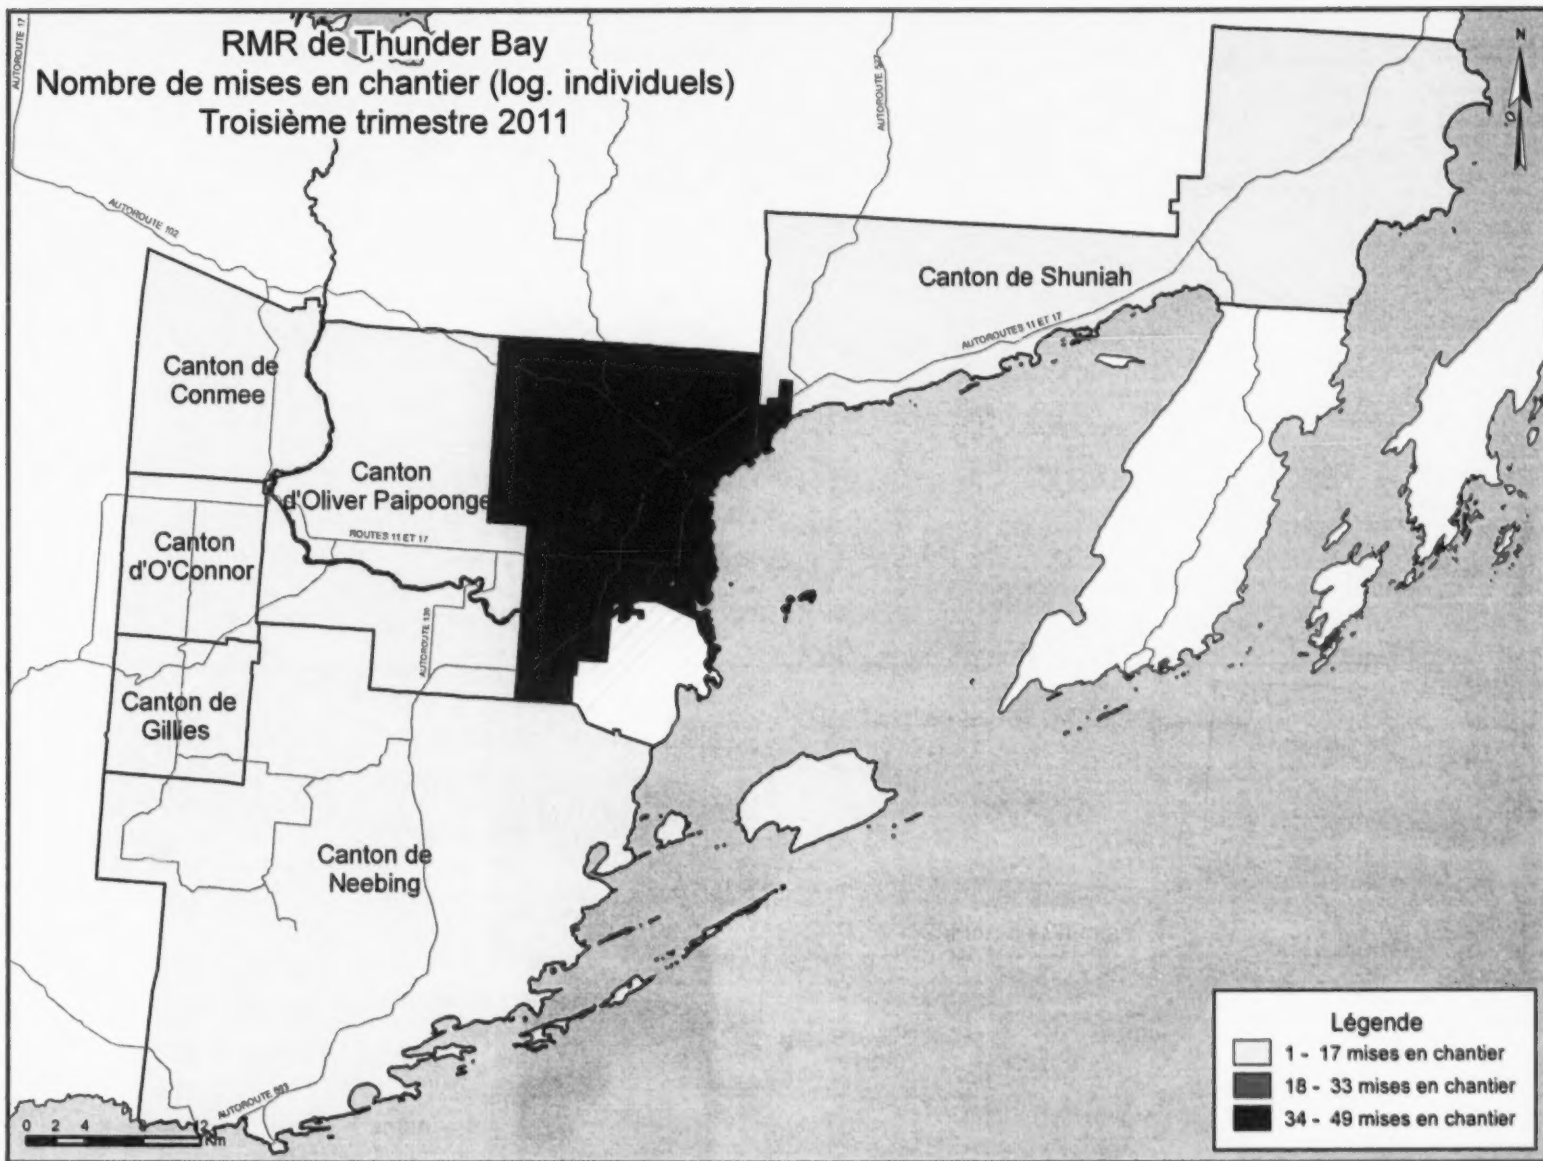 RMR de Thunder Bay
Nombre de mises en chantier (log. individuels)
Troisième trimestre 2011
AUTOROUTE 17
AUTOROUTE 527
N
AUTOROUTE 102
Canton de Shuniah
AUTOROUTES 11 ET 17
Canton de
Conmee
Canton
d'Oliver Paipoonge
ROUTES 11 ET 17
Canton
d'O'Connor
AUTOROUTE 130
Canton de
Gillies
Canton de
Neebing
AUTOROUTE 593
0 2 4 8 12
Km
Légende
1 - 17 mises en chantier
18 - 33 mises en chantier
34 - 49 mises en chantier